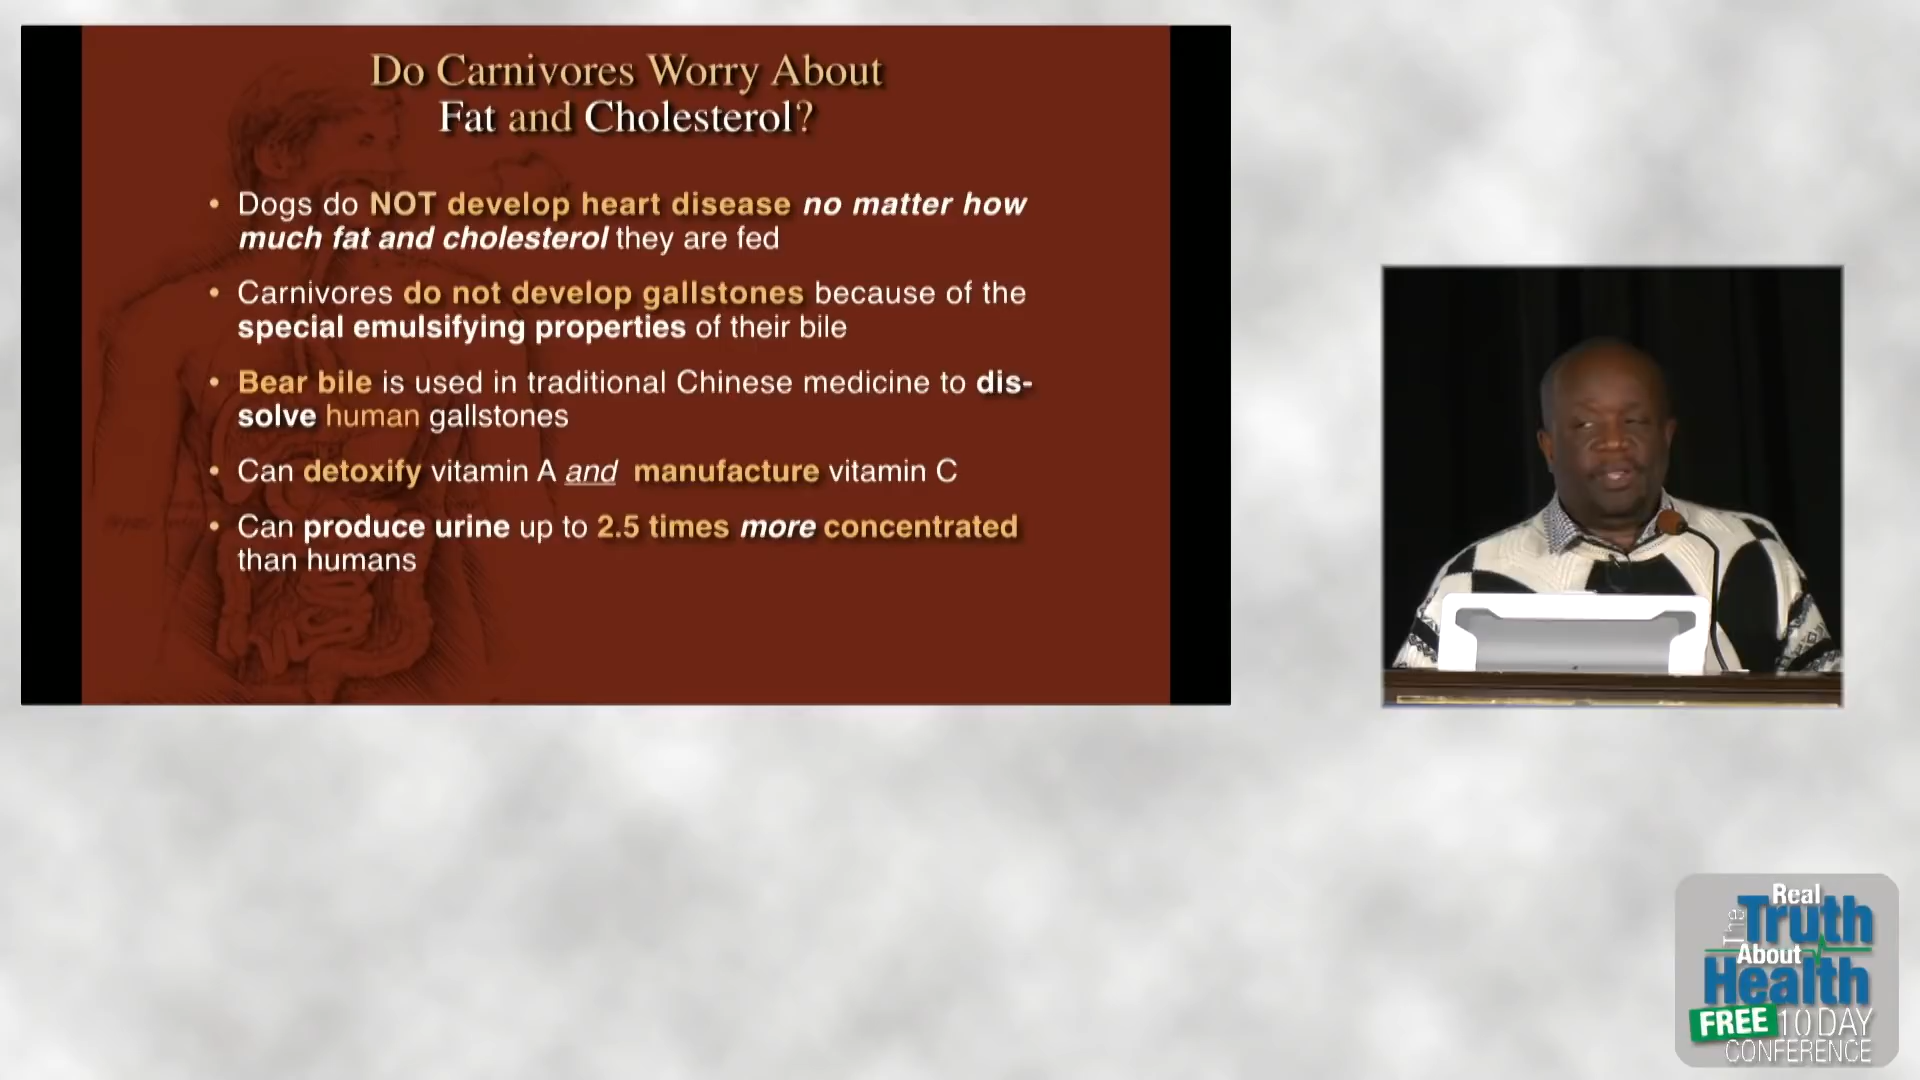 Do Carnivores Worry About
Fat and Cholesterol?
• Dogs do NOT develop heart disease no matter how
much fat and cholesterol they are fed
• Carnivores do not develop gallstones because of the
special emulsifying properties of their bile
• Bear bile is used in traditional Chinese medicine to dis-
solve human gallstones
• Can detoxify vitamin A and manufacture vitamin C
• Can produce urine up to 2.5 times more concentrated
than humans
The Real
Truth
About
Health
FREE 10 DAY
CONFERENCE